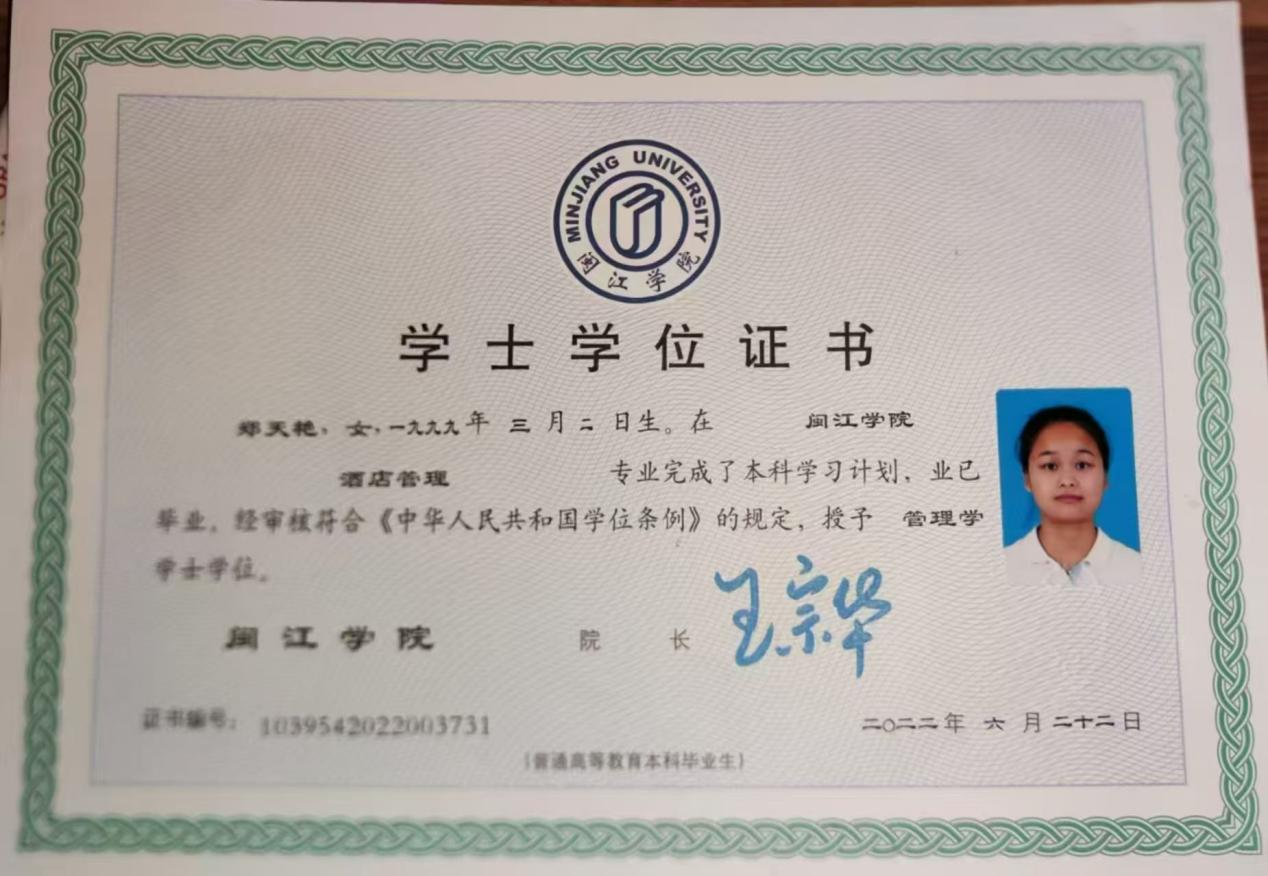 MINJIANG UNIVERSITY
闽江学院
学士学位证书
郑天艳，女，一九九九年 三 月 二 日生。在 闽江学院
酒店管理 专业完成了本科学习计划，业已
毕业，经审核符合《中华人民共和国学位条例》的规定，授予 管理学
学士学位。
闽江学院 院 长 王宗华
证书编号：1039542022003731 二〇二二年 六 月 二十二日
（普通高等教育本科毕业生）